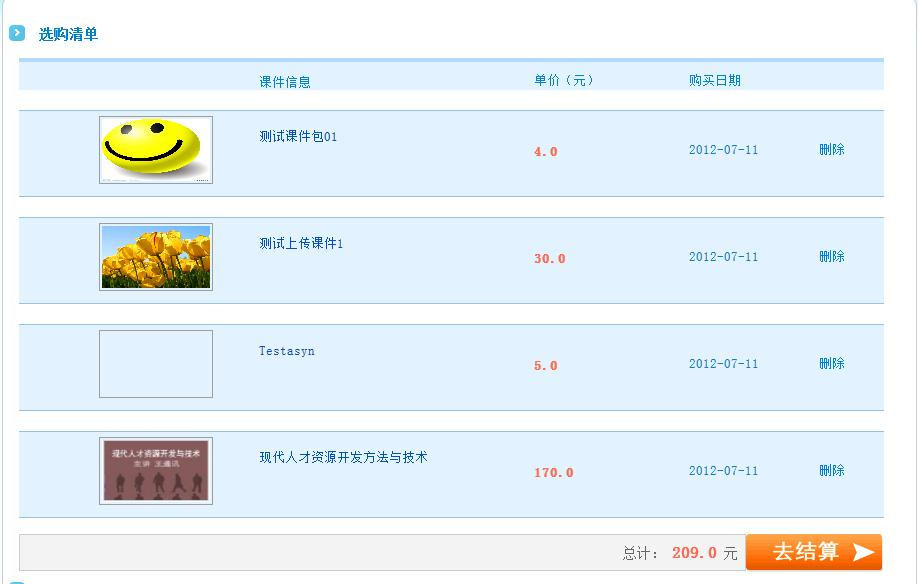 选购清单
课件信息 单价（元） 购买日期
测试课件包01 4.0 2012-07-11 删除
测试上传课件1 30.0 2012-07-11 删除
Testasyn 5.0 2012-07-11 删除
现代人才资源开发与技术
主讲 王通讯
现代人才资源开发方法与技术 170.0 2012-07-11 删除
总计： 209.0 元 去结算